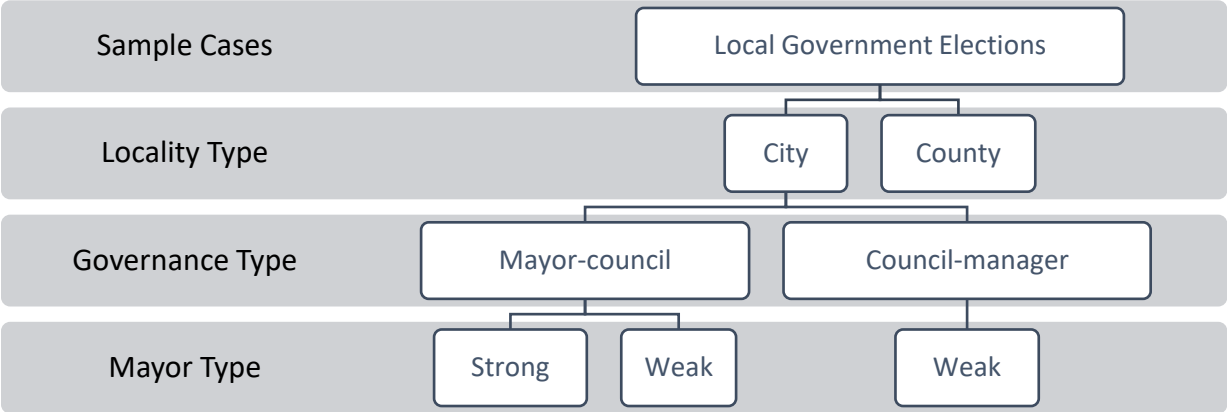 Sample Cases
Local Government Elections
Locality Type
City
County
Governance Type
Mayor-council
Council-manager
Mayor Type
Strong
Weak
Weak